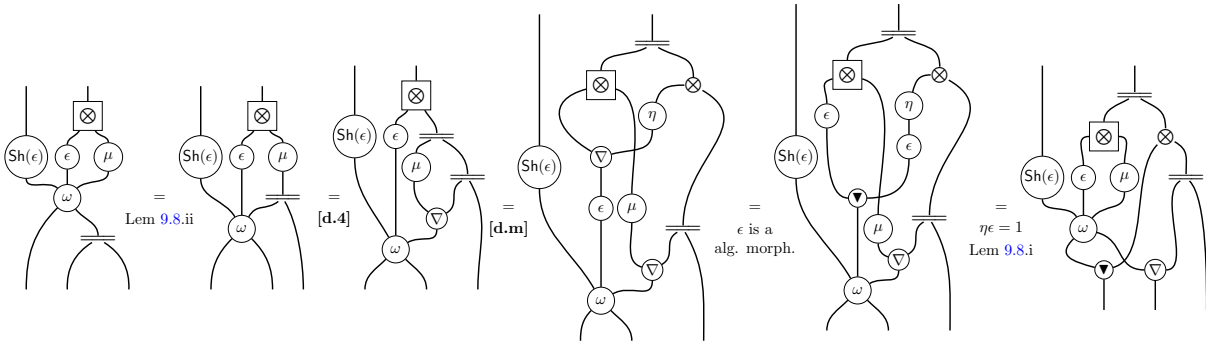 ⊗
Sh(ϵ) ϵ μ
ω
=
Lem 9.8.ii
⊗
Sh(ϵ) ϵ μ
ω
=
[d.4]
⊗
Sh(ϵ) ϵ
μ
∇
ω
=
[d.m]
⊗ ⊗
η
∇
Sh(ϵ)
ϵ μ
∇
ω
=
ϵ is a
alg. morph.
⊗ ⊗
ϵ η
ϵ
Sh(ϵ)
▼
μ
∇
ω
=
ηϵ = 1
Lem 9.8.i
⊗ ⊗
Sh(ϵ) ϵ μ
ω
▼ ∇